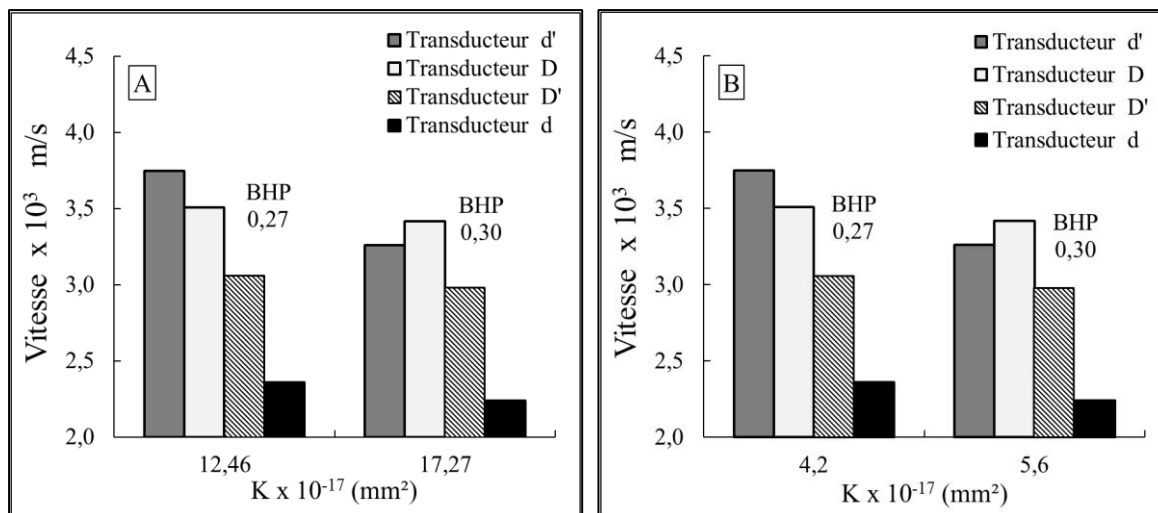 Transducteur d'
Transducteur D
Transducteur D'
Transducteur d
A
Vitesse x 10³ m/s
4,5
4,0
3,5
3,0
2,5
2,0
BHP
0,27
BHP
0,30
12,46
17,27
K x 10⁻¹⁷ (mm²)
Transducteur d'
Transducteur D
Transducteur D'
Transducteur d
B
Vitesse x 10³ m/s
4,5
4,0
3,5
3,0
2,5
2,0
BHP
0,27
BHP
0,30
4,2
5,6
K x 10⁻¹⁷ (mm²)